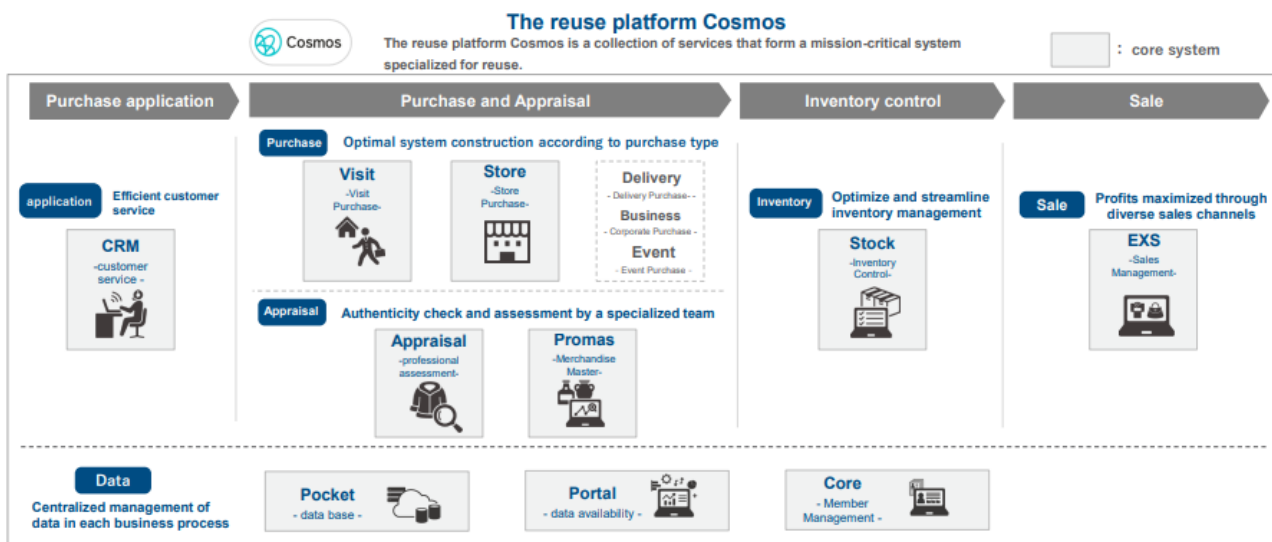 The reuse platform Cosmos
Cosmos
The reuse platform Cosmos is a collection of services that form a mission-critical system
specialized for reuse.
: core system
Purchase application
Purchase and Appraisal
Inventory control
Sale
application
Efficient customer
service
CRM
-customer
service -
Purchase
Optimal system construction according to purchase type
Visit
-Visit
Purchase-
Store
-Store
Purchase-
Delivery
- Delivery Purchase- -
Business
- Corporate Purchase -
Event
- Event Purchase -
Appraisal
Authenticity check and assessment by a specialized team
Appraisal
-professional
assessment-
Promas
-Merchandise
Master-
Inventory
Optimize and streamline
inventory management
Stock
-Inventory
Control-
Sale
Profits maximized through
diverse sales channels
EXS
-Sales
Management-
Data
Centralized management of
data in each business process
Pocket
- data base -
Portal
- data availability -
Core
- Member
Management -